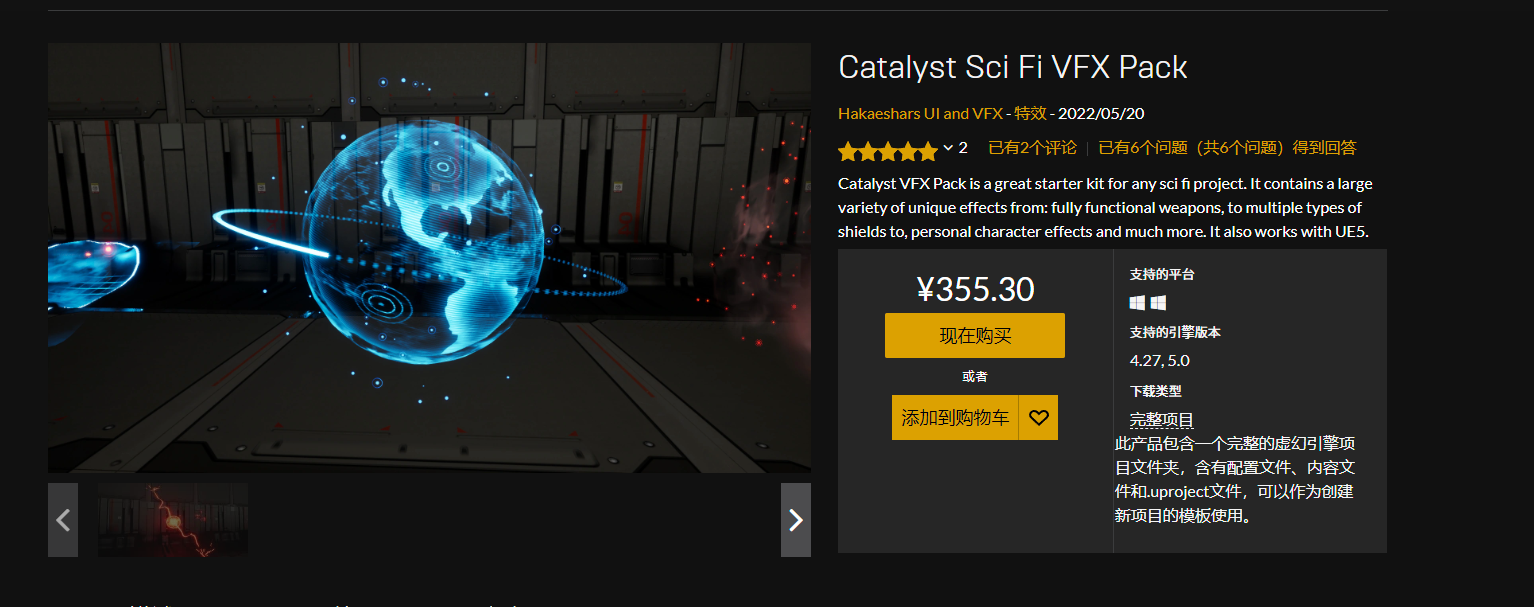 Catalyst Sci Fi VFX Pack
Hakaeshars UI and VFX - 特效 - 2022/05/20
2 已有2个评论 | 已有6个问题（共6个问题）得到回答
Catalyst VFX Pack is a great starter kit for any sci fi project. It contains a large
variety of unique effects from: fully functional weapons, to multiple types of
shields to, personal character effects and much more. It also works with UE5.
¥355.30
现在购买
或者
添加到购物车
支持的平台
支持的引擎版本
4.27, 5.0
下载类型
完整项目
此产品包含一个完整的虚幻引擎项
目文件夹，含有配置文件、内容文
件和.uproject文件，可以作为创建
新项目的模板使用。